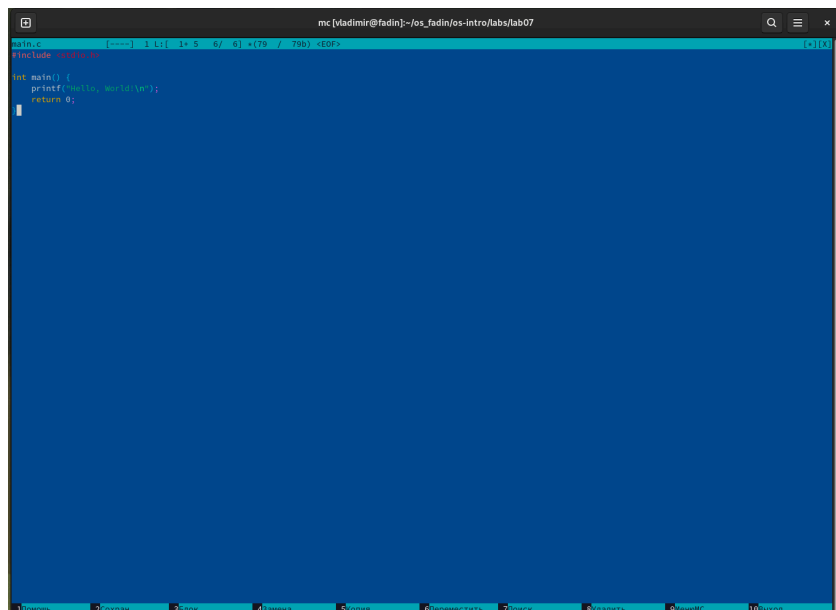 mc [vladimir@fadin]:~/os_fadin/os-intro/labs/lab07
main.c [----] 1 L:[ 1+ 5 6/ 6] *(79 / 79b) <EOF> [*][X]
#include <stdio.h>
int main() {
printf("Hello, World!\n");
return 0;
}
1Помощь 2Сохран 3Блок 4Замена 5Копия 6Переместить 7Поиск 8Удалить 9МенюMC 10Выход